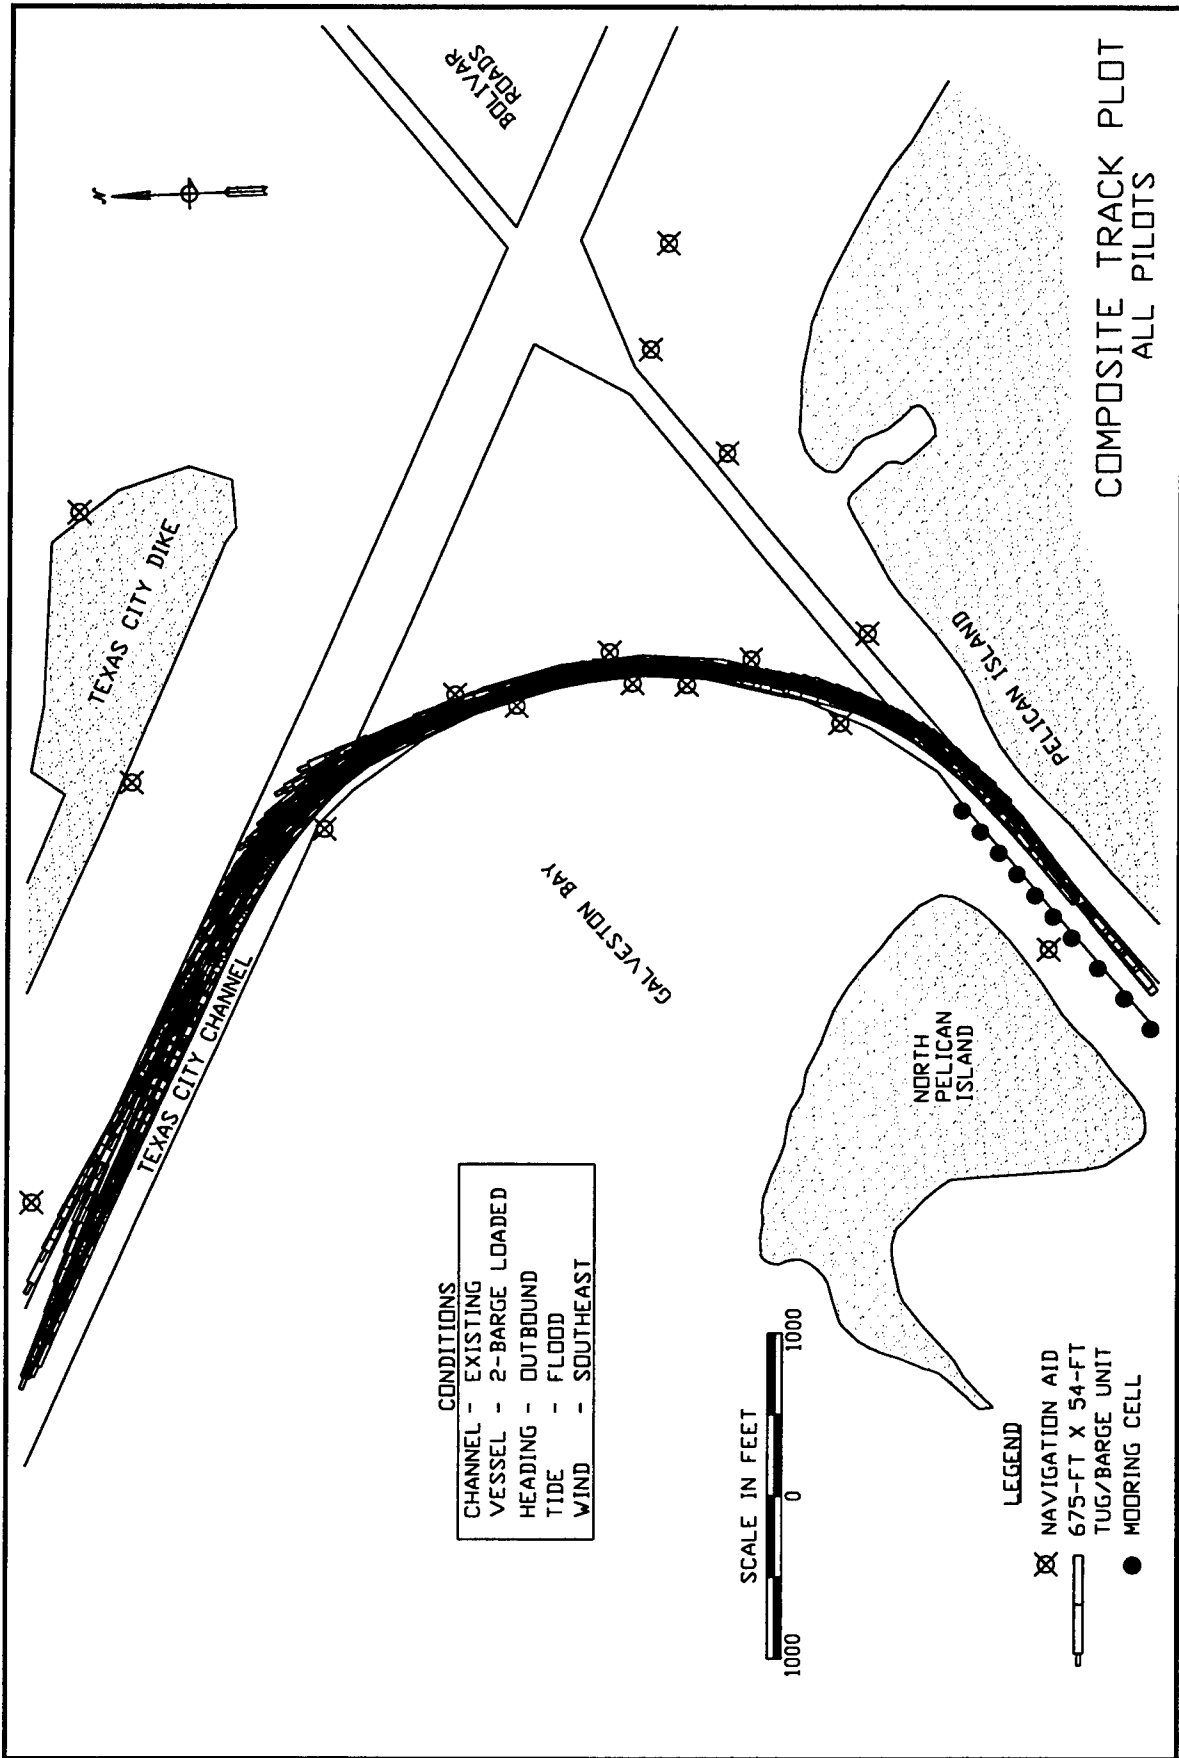 BOLIVAR
ROADS
N
TEXAS CITY DIKE
TEXAS CITY CHANNEL
GALVESTON BAY
PELICAN ISLAND
NORTH
PELICAN
ISLAND
CONDITIONS
CHANNEL - EXISTING
VESSEL - 2-BARGE LOADED
HEADING - OUTBOUND
TIDE - FLOOD
WIND - SOUTHEAST
SCALE IN FEET
1000 0 1000
LEGEND
NAVIGATION AID
675-FT X 54-FT
TUG/BARGE UNIT
MOORING CELL
COMPOSITE TRACK PLOT
ALL PILOTS